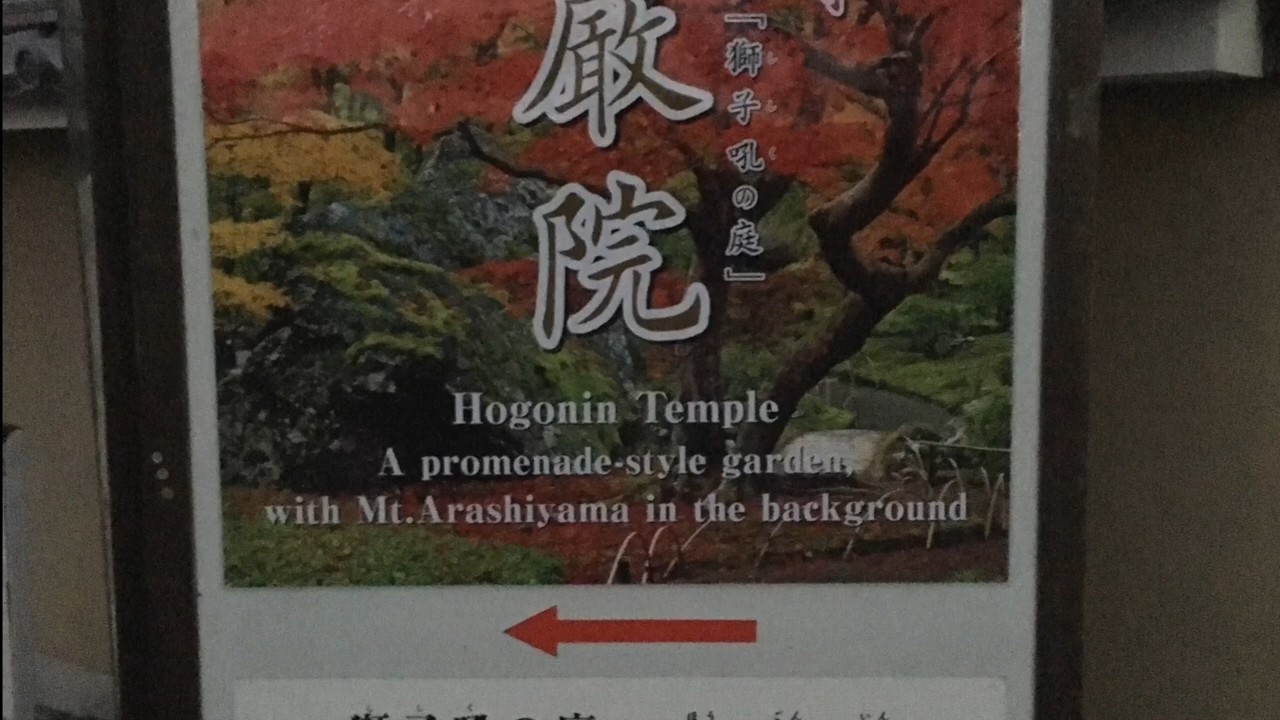 厳院
『獅子吼の庭』
Hogonin Temple
A promenade-style garden,
with Mt.Arashiyama in the background